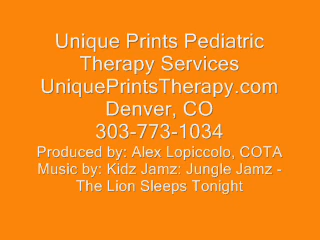 Unique Prints Pediatric
Therapy Services
UniquePrintsTherapy.com
Denver, CO
303-773-1034
Produced by: Alex Lopiccolo, COTA
Music by: Kidz Jamz: Jungle Jamz -
The Lion Sleeps Tonight